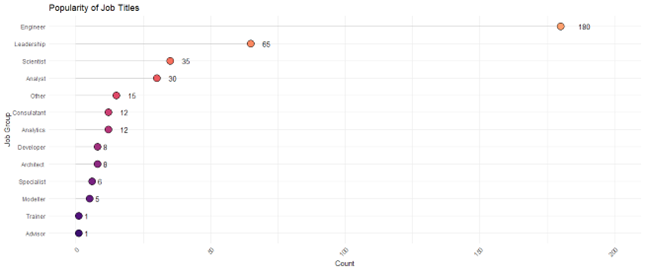 Popularity of Job Titles
Engineer 180
Leadership 65
Scientist 35
Analyst 30
Other 15
Consulatant 12
Analytics 12
Developer 8
Architect 8
Specialist 6
Modeller 5
Trainer 1
Advisor 1
Job Group
0 50 100 150 200
Count